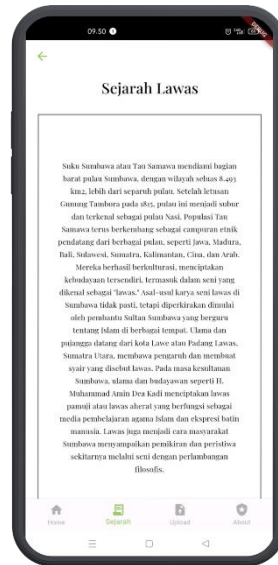 09.50
DEBUG
Sejarah Lawas
Suku Sumbawa atau Tau Samawa mendiami bagian
barat pulau Sumbawa, dengan wilayah seluas 8.493
km2, lebih dari separuh pulau. Setelah letusan
Gunung Tambora pada 1815, pulau ini menjadi subur
dan terkenal sebagai pulau Nasi. Populasi Tau
Samawa terus berkembang sebagai campuran etnik
pendatang dari berbagai pulau, seperti Jawa, Madura,
Bali, Sulawesi, Sumatra, Kalimantan, Cina, dan Arab.
Mereka berhasil berkulturasi, menciptakan
kebudayaan tersendiri, termasuk dalam seni yang
dikenal sebagai "lawas." Asal-usul karya seni lawas di
Sumbawa tidak pasti, tetapi diperkirakan dimulai
oleh pembantu Sultan Sumbawa yang berguru
tentang Islam di berbagai tempat. Ulama dan
pujangga datang dari kota Lawe atau Padang Lawas,
Sumatra Utara, membawa pengaruh dan membuat
syair yang disebut lawas. Pada masa kesultanan
Sumbawa, ulama dan budayawan seperti H.
Muhammad Amin Dea Kadi menciptakan lawas
pamuji atau lawas aherat yang berfungsi sebagai
media pembelajaran agama Islam dan ekspresi batin
manusia. Lawas juga menjadi cara masyarakat
Sumbawa menyampaikan pemikiran dan peristiwa
sekitarnya melalui seni dengan perlambangan
filosofis.
Home Sejarah Upload About